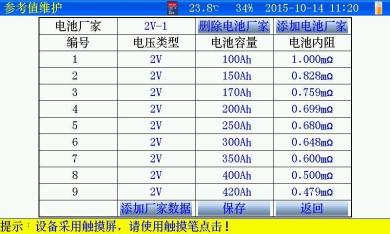 参考值维护 23.8℃ 34% 2015-10-14 11:20
电池厂家 2V-1 删除电池厂家 添加电池厂家
编号 电压类型 电池容量 电池内阻
1 2V 100Ah 1.000mΩ
2 2V 150Ah 0.828mΩ
3 2V 170Ah 0.759mΩ
4 2V 200Ah 0.699mΩ
5 2V 250Ah 0.680mΩ
6 2V 300Ah 0.648mΩ
7 2V 350Ah 0.600mΩ
8 2V 400Ah 0.500mΩ
9 2V 420Ah 0.479mΩ
添加厂家数据 保存 返回
提示：设备采用触摸屏，请使用触摸笔点击！